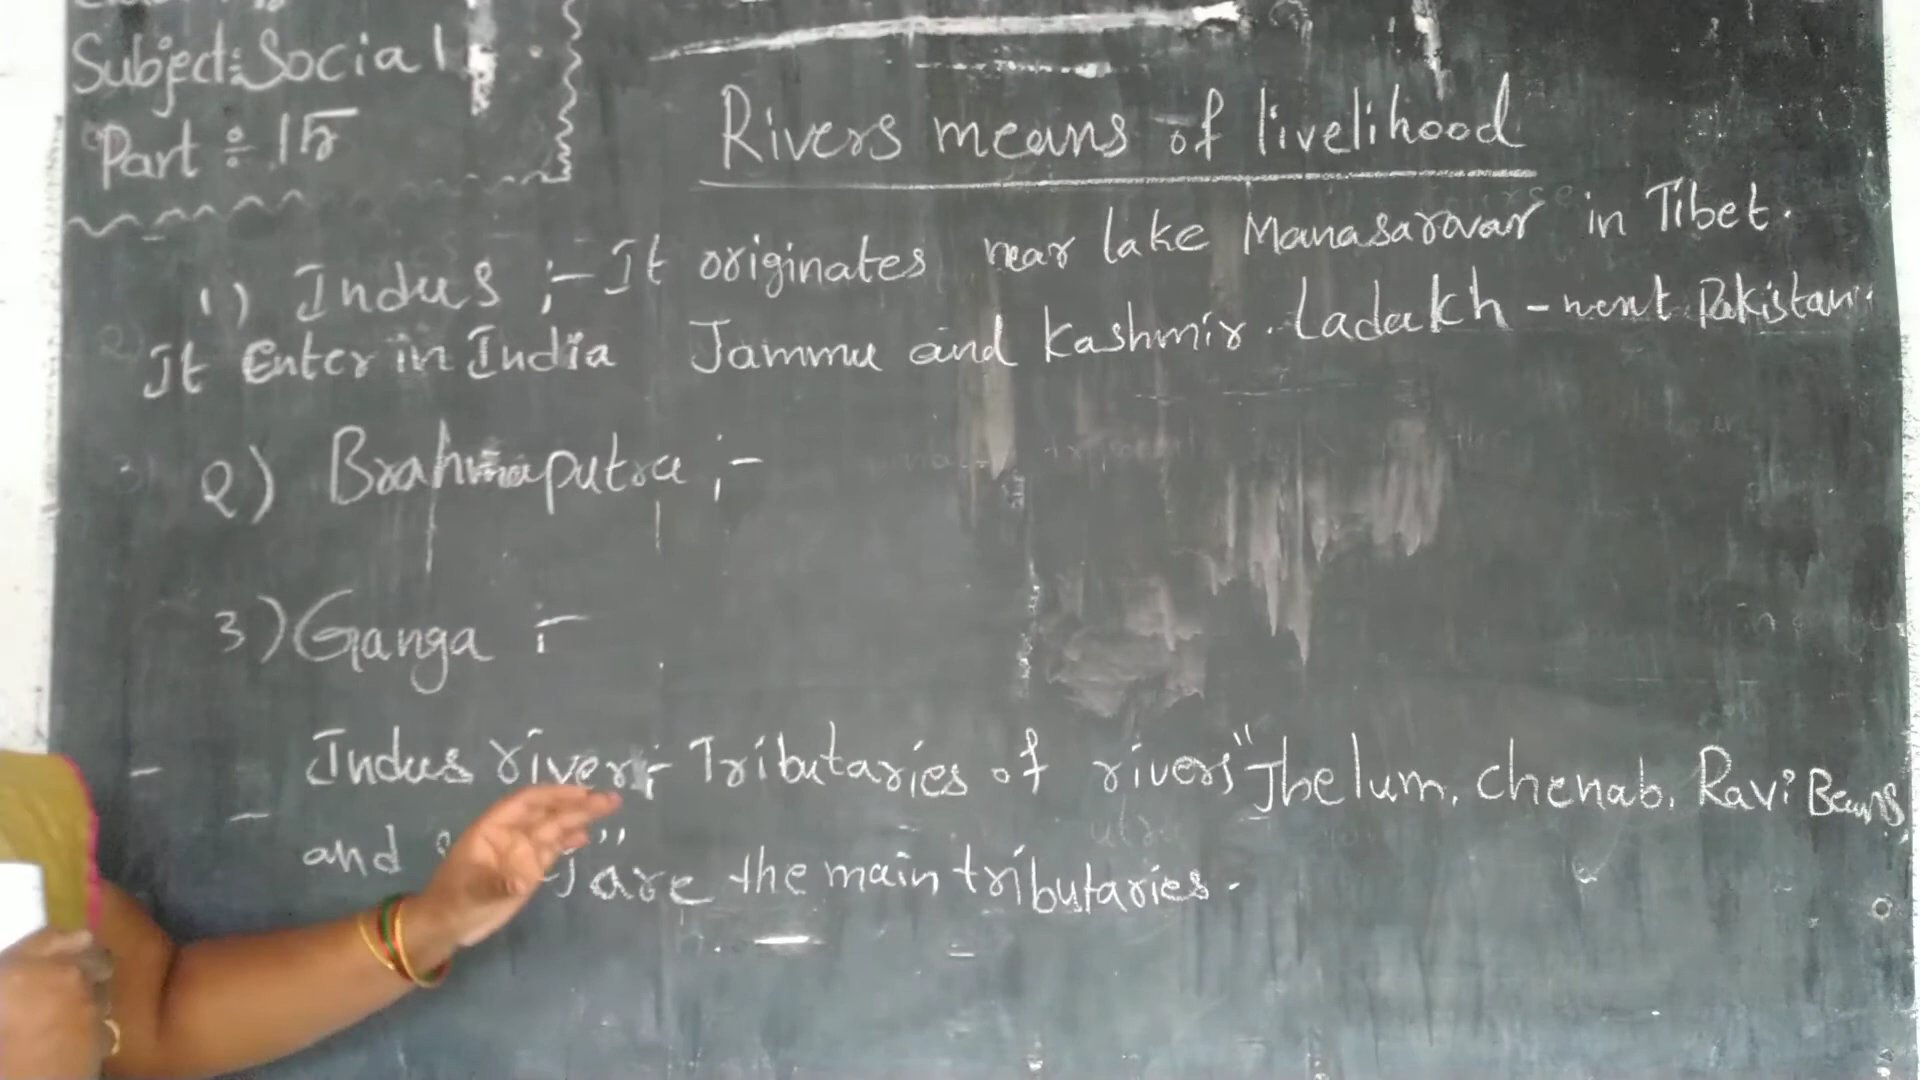 Subject: Social
Part ÷ 15
Rivers means of livelihood
1) Indus ;- It originates near lake Manasarovar in Tibet.
It Enter in India Jammu and Kashmir. Ladakh - went Pakistan.
2) Brahmaputra ;-
3) Ganga :-
- Indus river;- Tributaries of rivers "Jhelum, Chenab, Ravi Beans,
and " are the main tributaries.